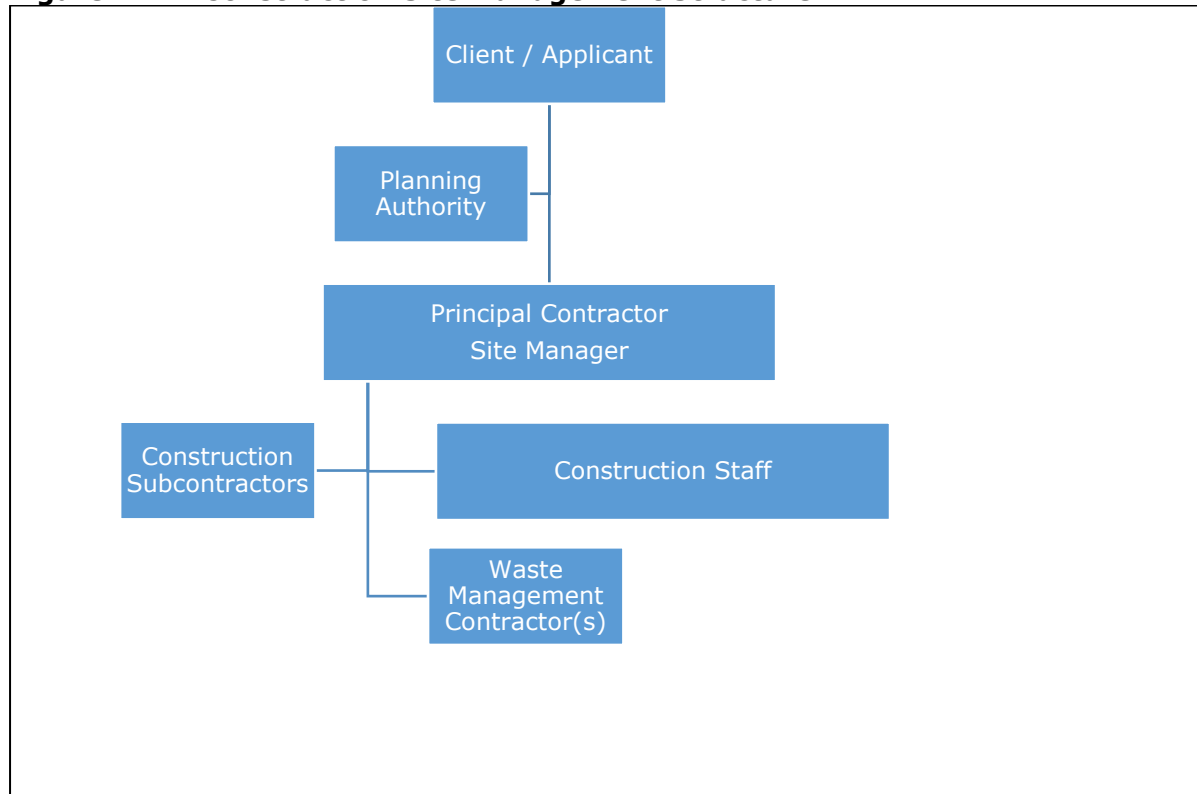 Client / Applicant
Planning
Authority
Principal Contractor
Site Manager
Construction
Subcontractors
Construction Staff
Waste
Management
Contractor(s)